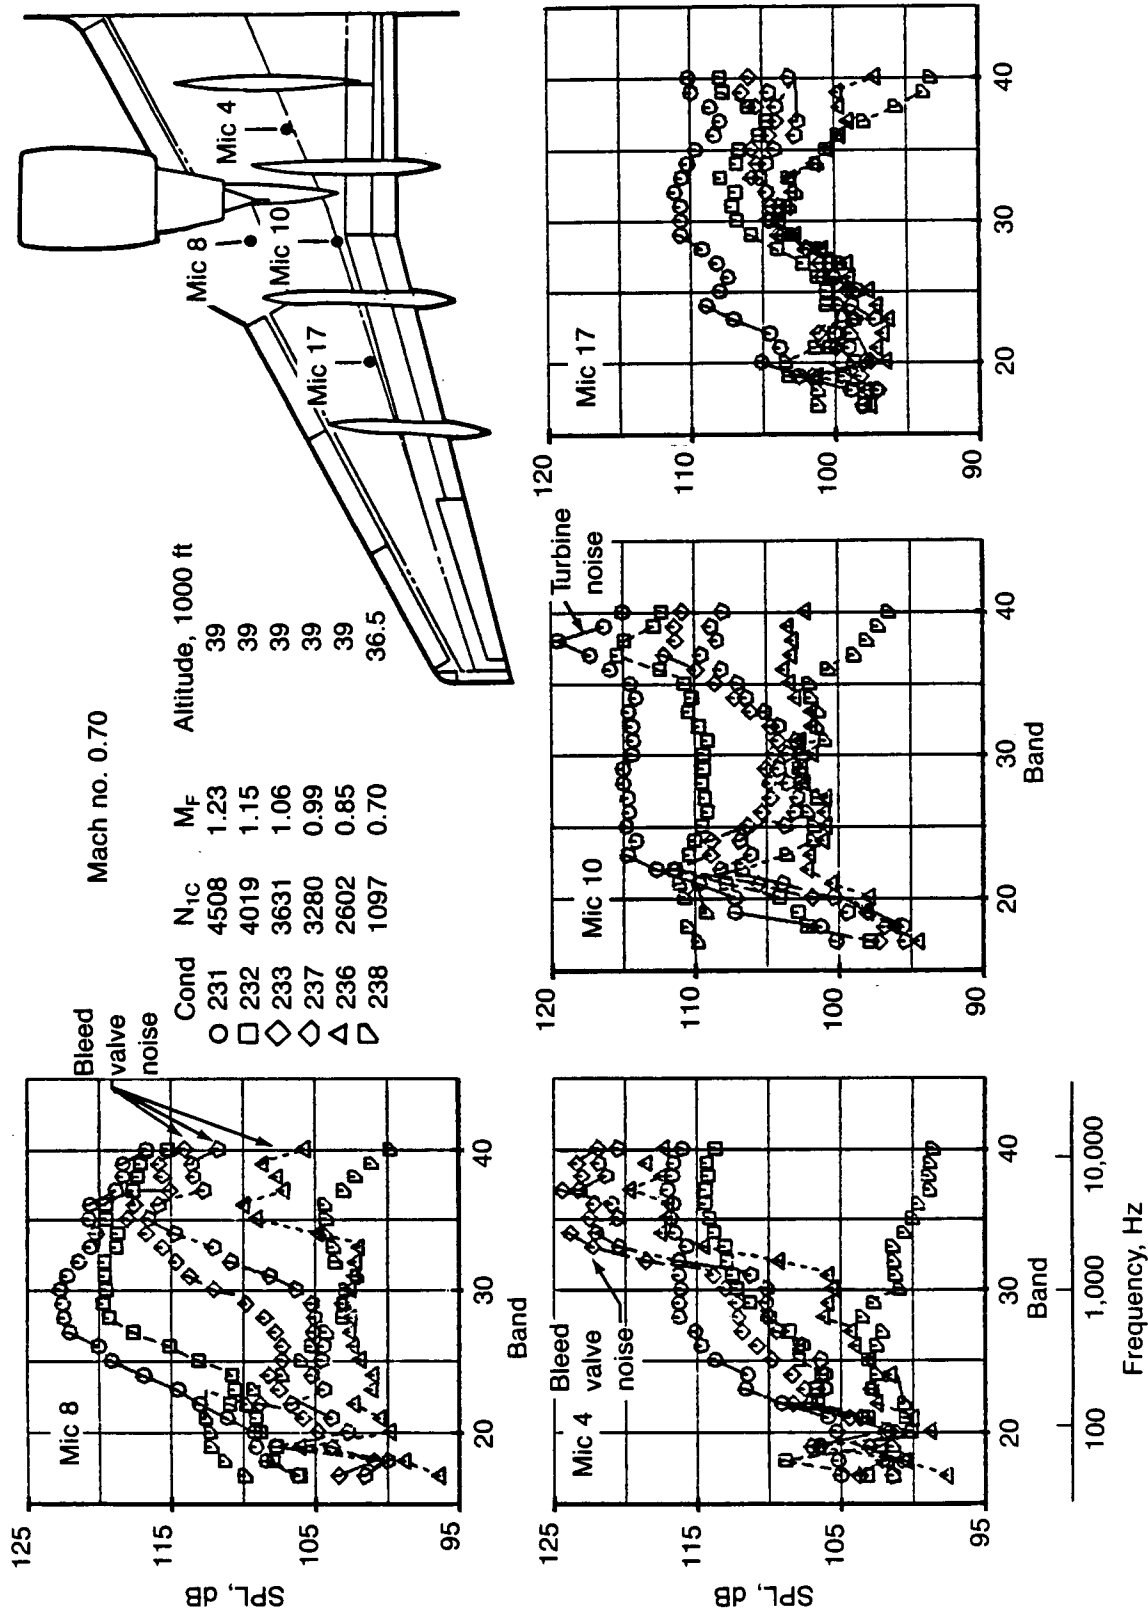 Mach no. 0.70
Cond N1C MF Altitude, 1000 ft
231 4508 1.23 39
232 4019 1.15 39
233 3631 1.06 39
237 3280 0.99 39
236 2602 0.85 39
238 1097 0.70 36.5
Mic 8
Mic 4
Mic 10
Mic 17
Mic 8
Bleed
valve
noise
125
115
105
95
SPL, dB
20
30
40
Band
Mic 4
Bleed
valve
noise
125
115
105
95
SPL, dB
20
30
40
Band
100
1,000
10,000
Frequency, Hz
Mic 10
Turbine
noise
120
110
100
90
20
30
40
Band
Mic 17
120
110
100
90
20
30
40